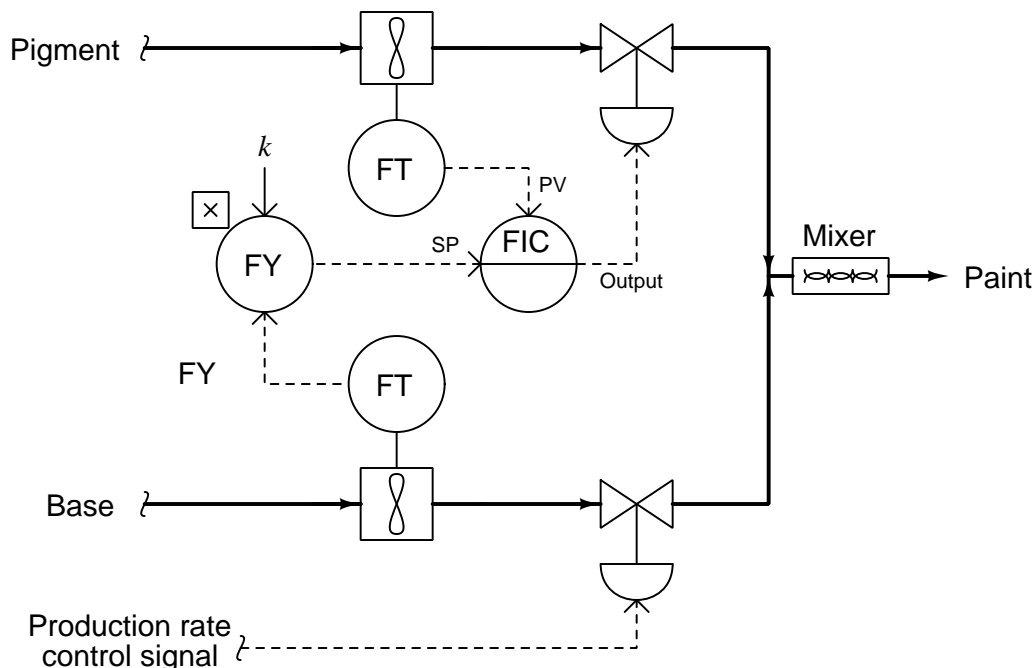 Pigment
k
FT
PV
×
FY
SP
FIC
Output
Mixer
Paint
FY
FT
Base
Production rate
control signal